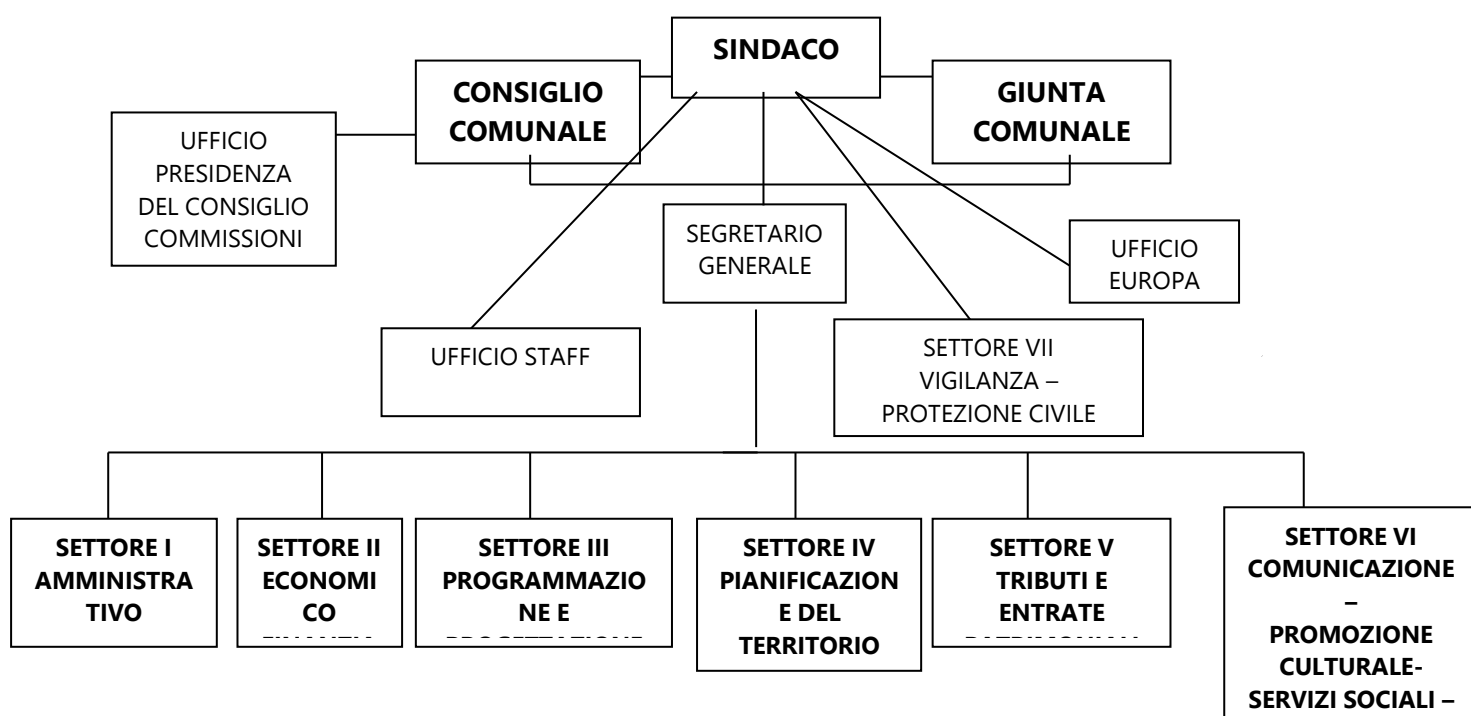 SINDACO
CONSIGLIO
COMUNALE
GIUNTA
COMUNALE
UFFICIO
PRESIDENZA
DEL CONSIGLIO
COMMISSIONI
SEGRETARIO
GENERALE
UFFICIO
EUROPA
UFFICIO STAFF
SETTORE VII
VIGILANZA –
PROTEZIONE CIVILE
SETTORE I
AMMINISTRA
TIVO
SETTORE II
ECONOMI
CO
SETTORE III
PROGRAMMAZIO
NE E
SETTORE IV
PIANIFICAZION
E DEL
TERRITORIO
SETTORE V
TRIBUTI E
ENTRATE
SETTORE VI
COMUNICAZIONE
–
PROMOZIONE
CULTURALE-
SERVIZI SOCIALI –